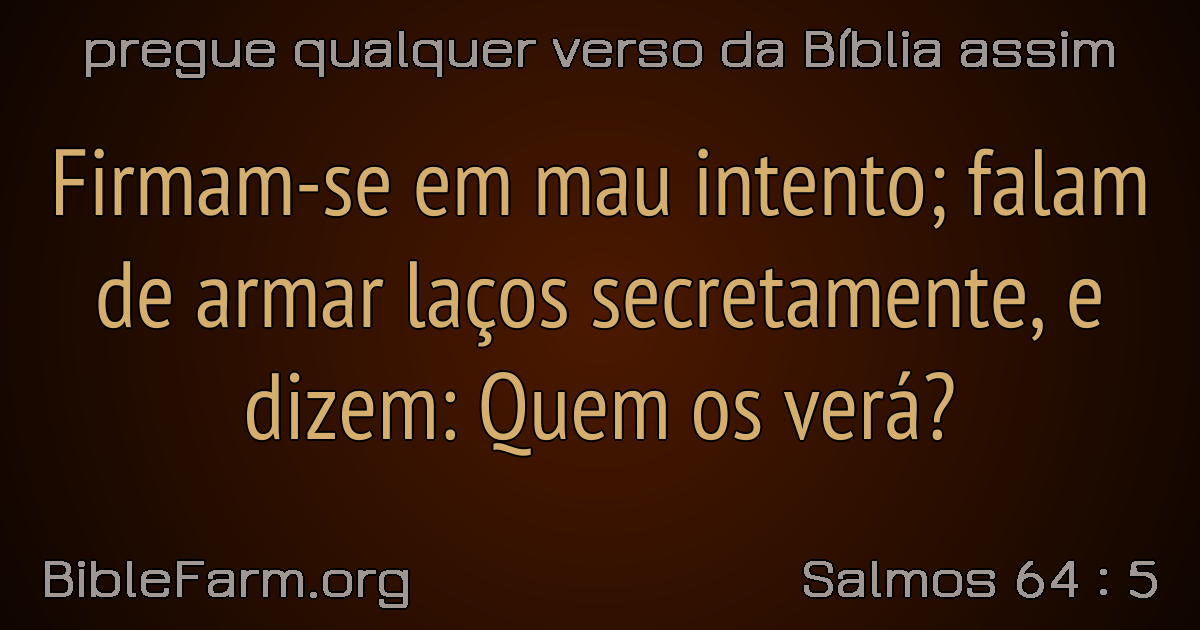 pregue qualquer verso da Bíblia assim
Firmam-se em mau intento; falam
de armar laços secretamente, e
dizem: Quem os verá?
BibleFarm.org
Salmos 64 : 5